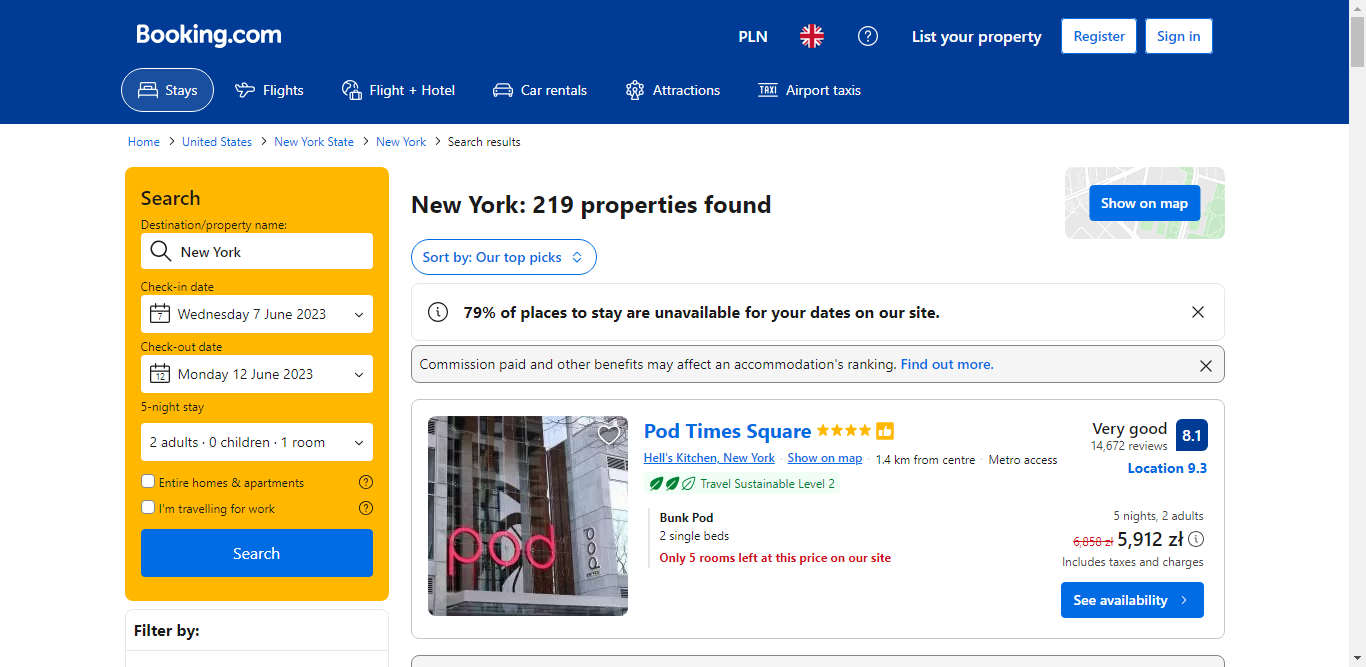 Booking.com
PLN
List your property
Register
Sign in
Stays
Flights
Flight + Hotel
Car rentals
Attractions
TAXI
Airport taxis
Home
United States
New York State
New York
Search results
Search
Destination/property name:
New York
Check-in date
7
Wednesday 7 June 2023
Check-out date
12
Monday 12 June 2023
5-night stay
2 adults · 0 children · 1 room
Entire homes & apartments
I'm travelling for work
Search
Filter by:
New York: 219 properties found
Show on map
Sort by: Our top picks
79% of places to stay are unavailable for your dates on our site.
Commission paid and other benefits may affect an accommodation's ranking. Find out more.
pod
pod
Pod Times Square
Hell's Kitchen, New York · Show on map · 1.4 km from centre · Metro access
Travel Sustainable Level 2
Bunk Pod
2 single beds
Only 5 rooms left at this price on our site
Very good
14,672 reviews
8.1
Location 9.3
5 nights, 2 adults
6,858 zł 5,912 zł
Includes taxes and charges
See availability